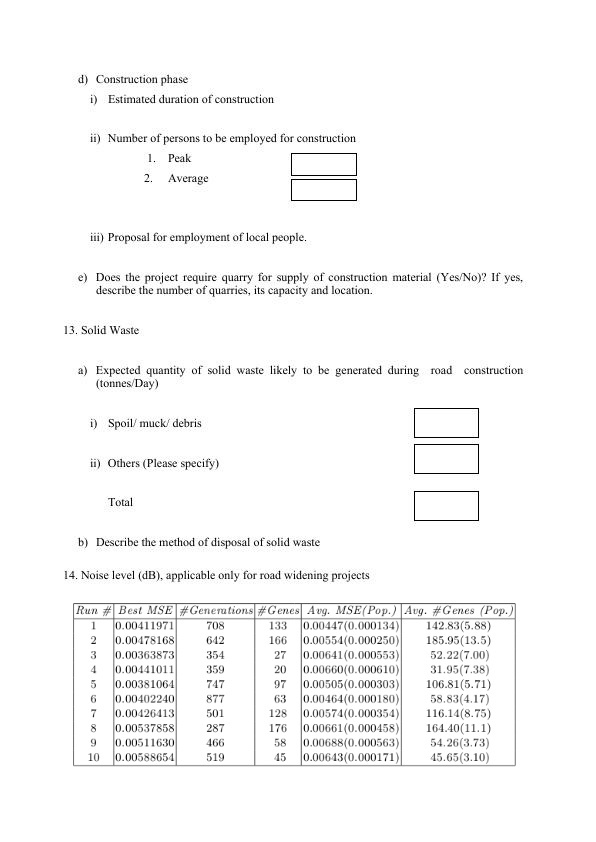 d) Construction phase
i) Estimated duration of construction
ii) Number of persons to be employed for construction
1. Peak
2. Average
iii) Proposal for employment of local people.
e) Does the project require quarry for supply of construction material (Yes/No)? If yes,
describe the number of quarries, its capacity and location.
13. Solid Waste
a) Expected quantity of solid waste likely to be generated during road construction
(tonnes/Day)
i) Spoil/ muck/ debris
ii) Others (Please specify)
Total
b) Describe the method of disposal of solid waste
14. Noise level (dB), applicable only for road widening projects
Run # Best MSE #Generations #Genes Avg. MSE(Pop.) Avg. #Genes (Pop.)
1 0.00411971 708 133 0.00447(0.000134) 142.83(5.88)
2 0.00478168 642 166 0.00554(0.000250) 185.95(13.5)
3 0.00363873 354 27 0.00641(0.000553) 52.22(7.00)
4 0.00441011 359 20 0.00660(0.000610) 31.95(7.38)
5 0.00381064 747 97 0.00505(0.000303) 106.81(5.71)
6 0.00402240 877 63 0.00464(0.000180) 58.83(4.17)
7 0.00426413 501 128 0.00574(0.000354) 116.14(8.75)
8 0.00537858 287 176 0.00661(0.000458) 164.40(11.1)
9 0.00511630 466 58 0.00688(0.000563) 54.26(3.73)
10 0.00588654 519 45 0.00643(0.000171) 45.65(3.10)